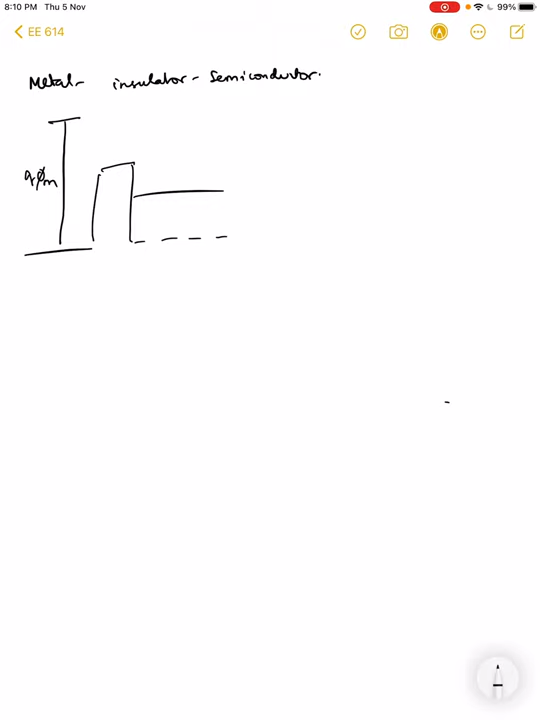 8:10 PM Thu 5 Nov 99%
EE 614
Metal- insulator - Semiconductor.
qϕm